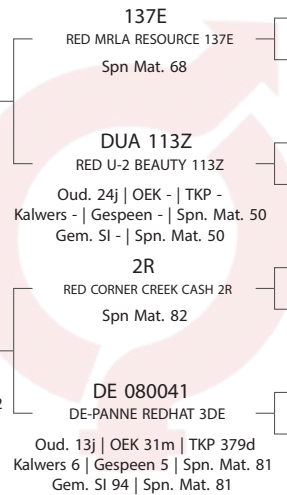 137E
RED MRLA RESOURCE 137E
Spn Mat. 68
DUA 113Z
RED U-2 BEAUTY 113Z
Oud. 24j | OEK - | TKP -
Kalwers - | Gespeen - | Spn. Mat. 50
Gem. SI - | Spn. Mat. 50
2R
RED CORNER CREEK CASH 2R
Spn Mat. 82
2
DE 080041
DE-PANNE REDHAT 3DE
Oud. 13j | OEK 31m | TKP 379d
Kalwers 6 | Gespeen 5 | Spn. Mat. 81
Gem. SI 94 | Spn. Mat. 81